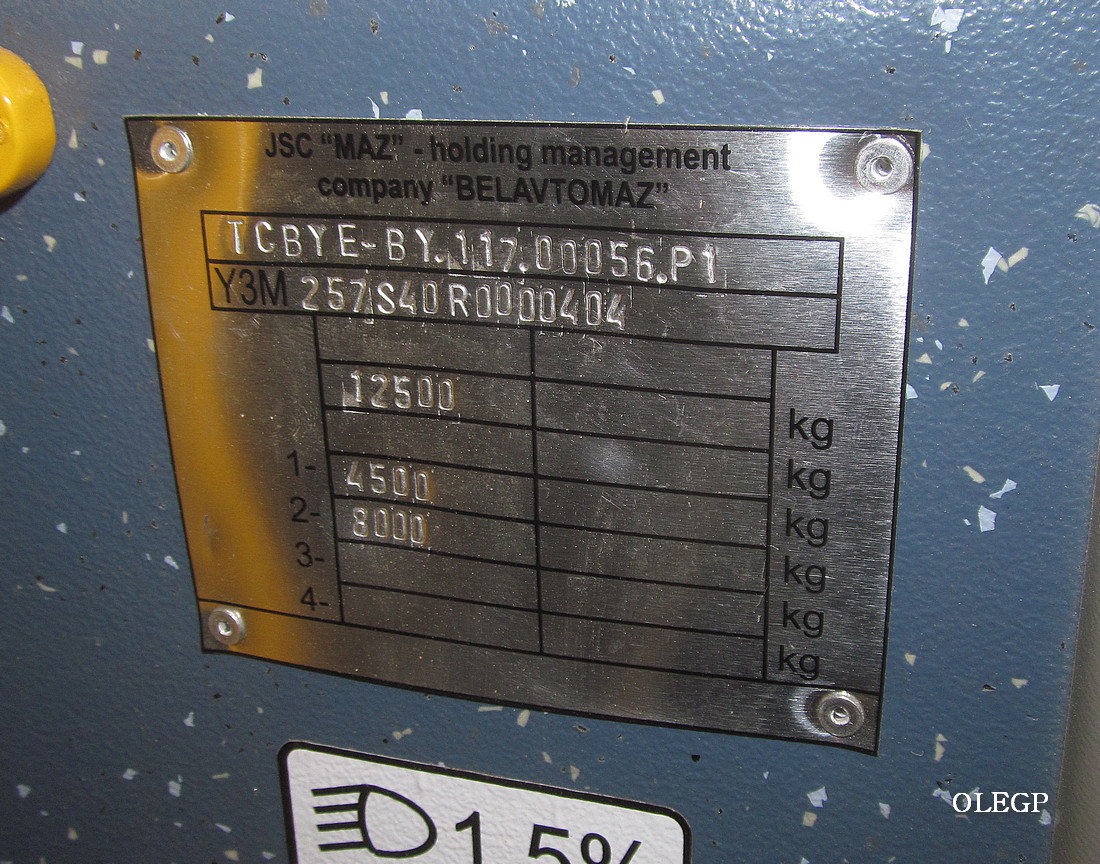 JSC “MAZ” - holding management
company “BELAVTOMAZ”
TCBYE-BY.117.00056.P1
Y3M 257S40R0000404
12500 kg
kg
1- 4500 kg
2- 8000 kg
3- kg
4- kg
1,5%
OLEGP